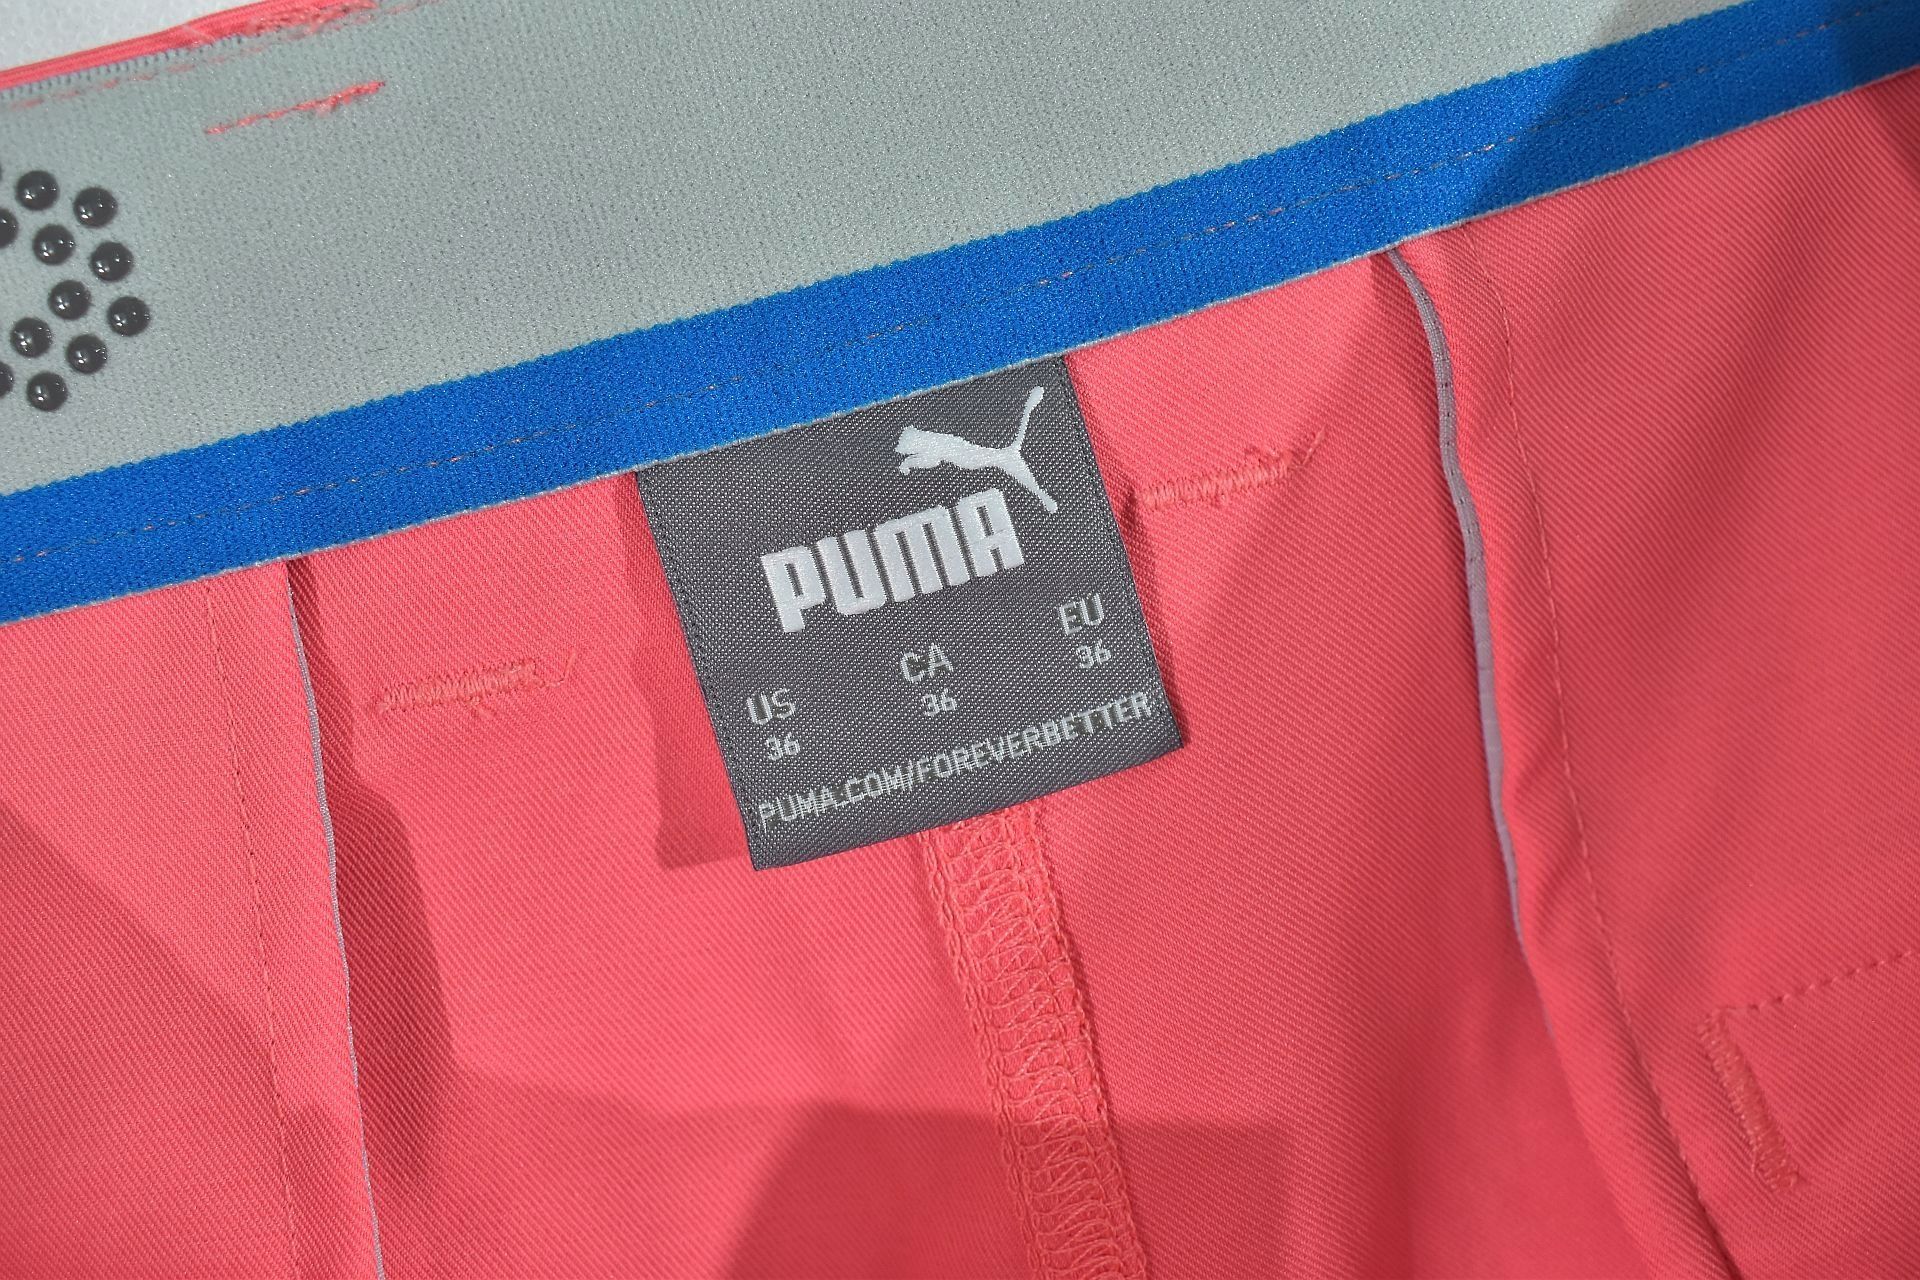 PUMA
US CA EU
36 36 36
PUMA.COM/FOREVERBETTER